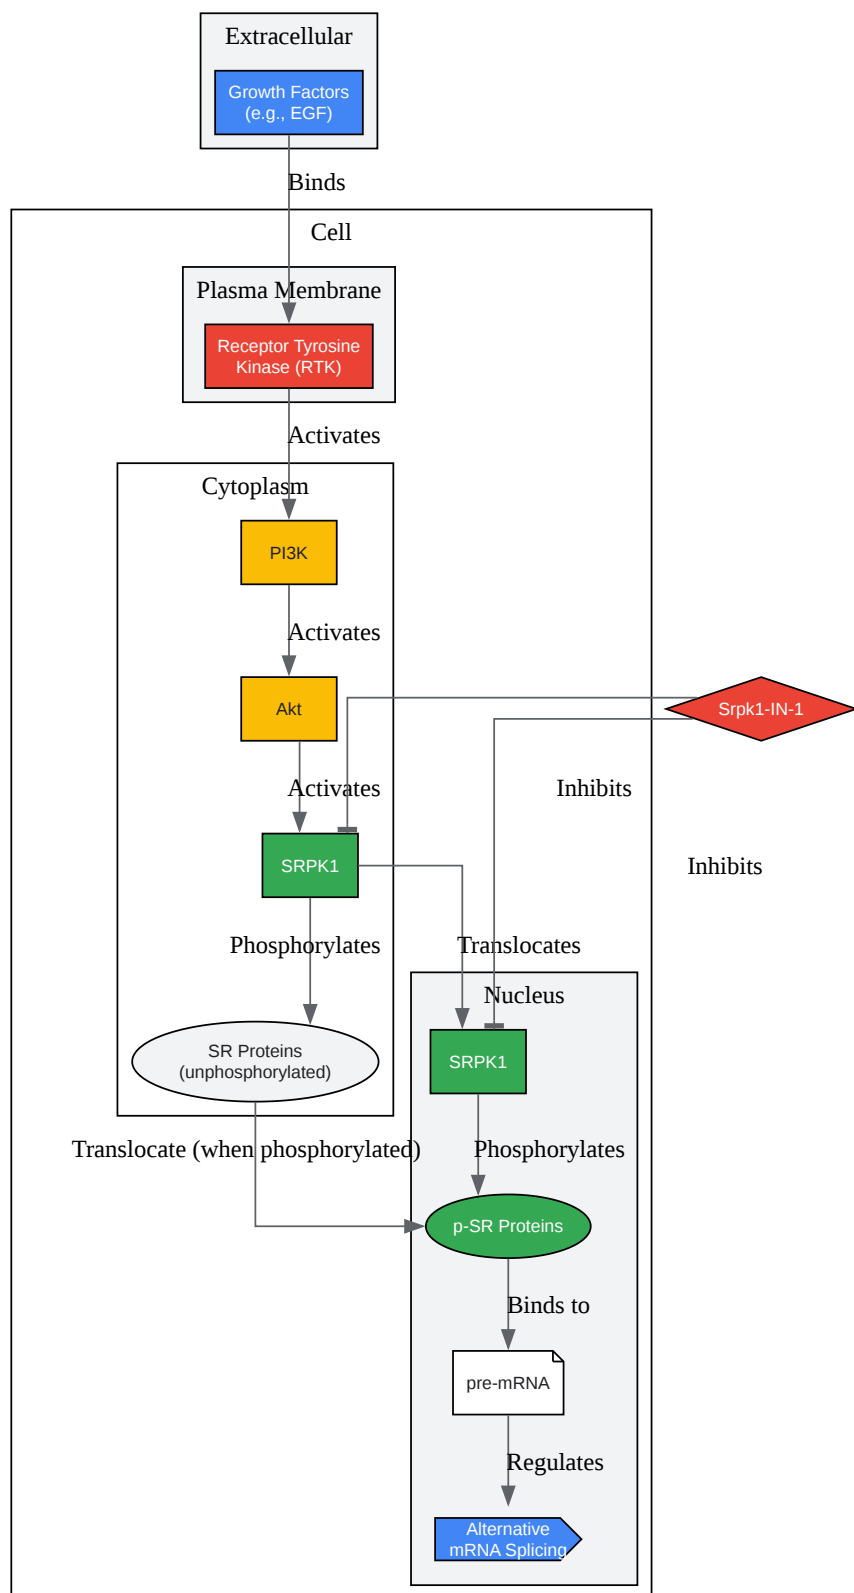 Extracellular
Growth Factors
(e.g., EGF)
Binds
Cell
Plasma Membrane
Receptor Tyrosine
Kinase (RTK)
Activates
Cytoplasm
PI3K
Activates
Akt
Srpk1-IN-1
Activates
Inhibits
SRPK1
Inhibits
Phosphorylates
Translocates
Nucleus
SR Proteins
(unphosphorylated)
SRPK1
Translocate (when phosphorylated)
Phosphorylates
p-SR Proteins
Binds to
pre-mRNA
Regulates
Alternative
mRNA Splicing